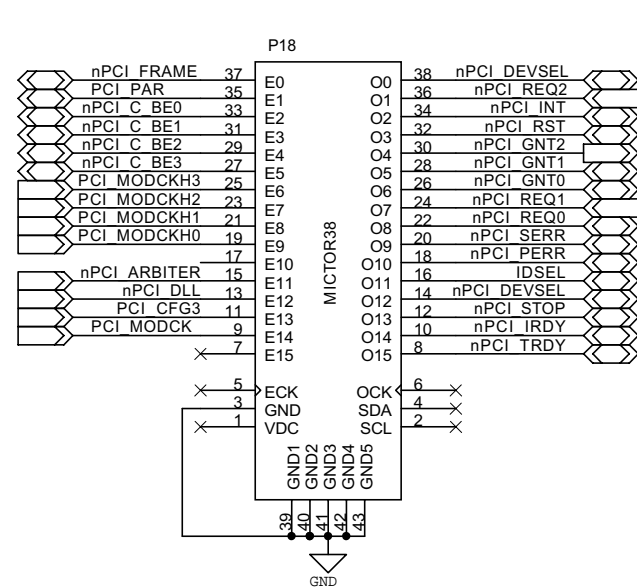 P18
nPCI_FRAME 37 E0 O0 38 nPCI_DEVSEL
PCI_PAR 35 E1 O1 36 nPCI_REQ2
nPCI_C_BE0 33 E2 O2 34 nPCI_INT
nPCI_C_BE1 31 E3 O3 32 nPCI_RST
nPCI_C_BE2 29 E4 O4 30 nPCI_GNT2
nPCI_C_BE3 27 E5 O5 28 nPCI_GNT1
PCI_MODCKH3 25 E6 O6 26 nPCI_GNT0
PCI_MODCKH2 23 E7 O7 24 nPCI_REQ1
PCI_MODCKH1 21 E8 O8 22 nPCI_REQ0
PCI_MODCKH0 19 E9 O9 20 nPCI_SERR
17 E10 O10 18 nPCI_PERR
nPCI_ARBITER 15 E11 O11 16 IDSEL
nPCI_DLL 13 E12 O12 14 nPCI_DEVSEL
PCI_CFG3 11 E13 O13 12 nPCI_STOP
PCI_MODCK 9 E14 O14 10 nPCI_IRDY
7 E15 O15 8 nPCI_TRDY
MICTOR38
5 ECK OCK 6
3 GND SDA 4
1 VDC SCL 2
GND1 GND2 GND3 GND4 GND5
39 40 41 42 43
GND